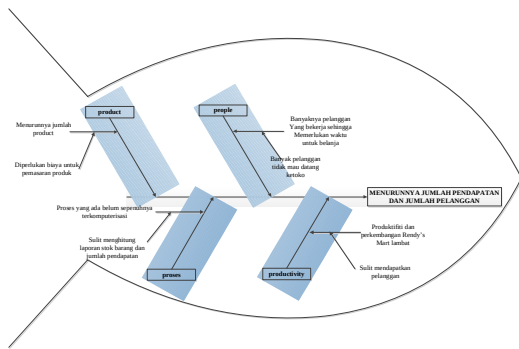 product
people
Menurunnya jumlah
product
Diperlukan biaya untuk
pemasaran produk
Banyaknya pelanggan
Yang bekerja sehingga
Memerlukan waktu
untuk belanja
Banyak pelanggan
tidak mau datang
ketoko
MENURUNNYA JUMLAH PENDAPATAN
DAN JUMLAH PELANGGAN
Proses yang ada belum sepenuhnya
terkomputerisasi
Sulit menghitung
laporan stok barang dan
jumlah pendapatan
proses
productivity
Produktifiti dan
perkembangan Rendy's
Mart lambat
Sulit mendapatkan
pelanggan